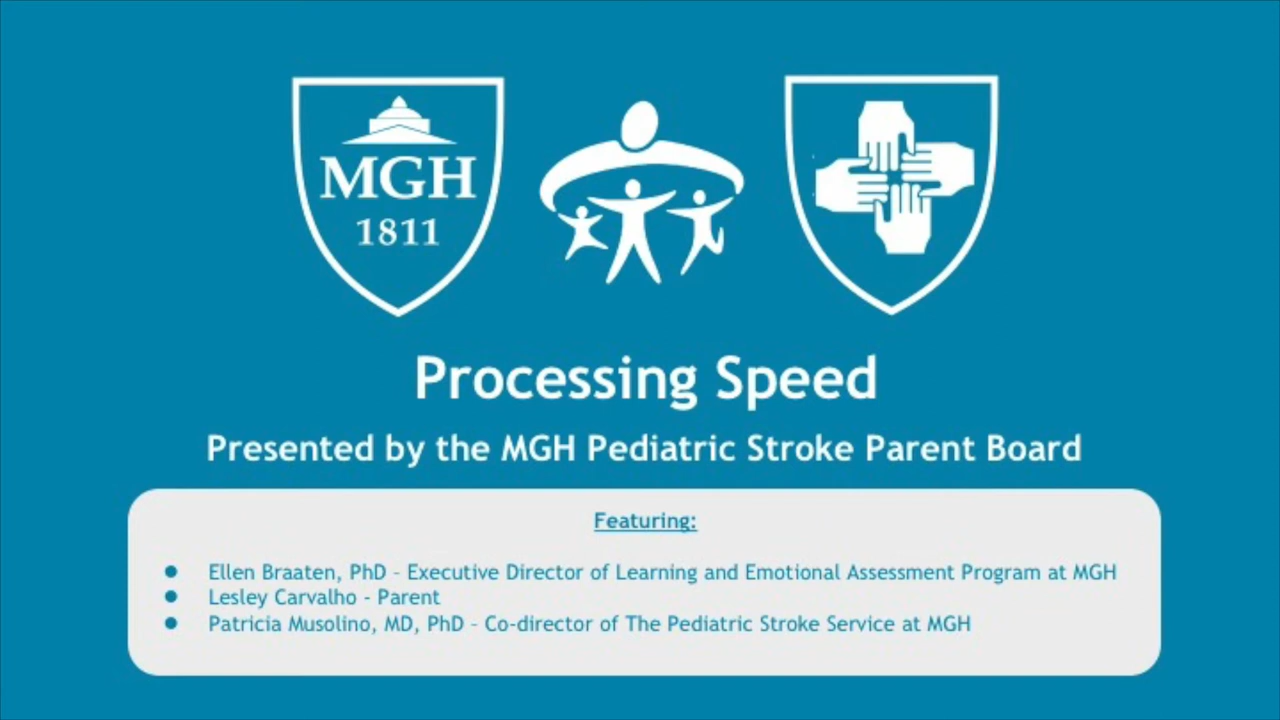 MGH
1811
Processing Speed
Presented by the MGH Pediatric Stroke Parent Board
Featuring:
● Ellen Braaten, PhD – Executive Director of Learning and Emotional Assessment Program at MGH
● Lesley Carvalho - Parent
● Patricia Musolino, MD, PhD – Co-director of The Pediatric Stroke Service at MGH